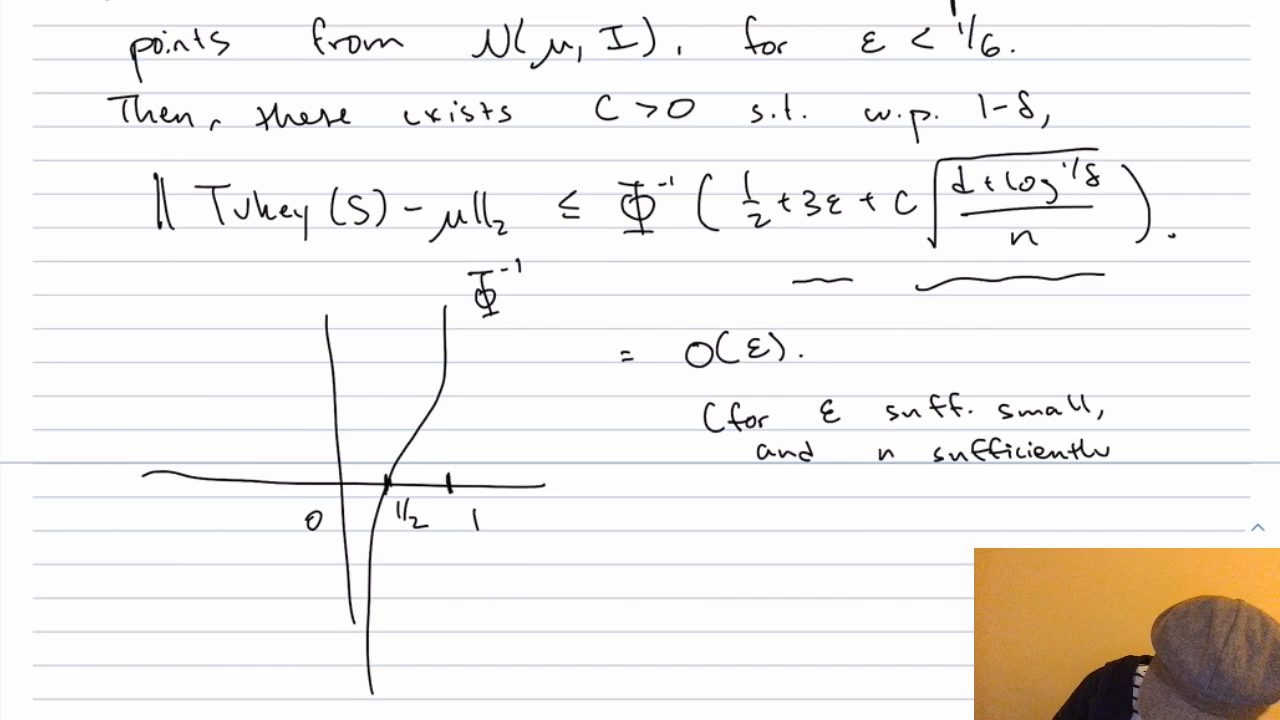 points from N(μ, I), for ε < 1/6.
Then, there exists C > 0 s.t. w.p. 1-δ,
|| Tukey(S) - μ||₂ ≤ Φ⁻¹ ( 1/2 + 3ε + C √((d + log 1/δ)/n) ).
Φ⁻¹
= O(ε).
(for ε suff. small,
and n sufficiently
0 1/2 1